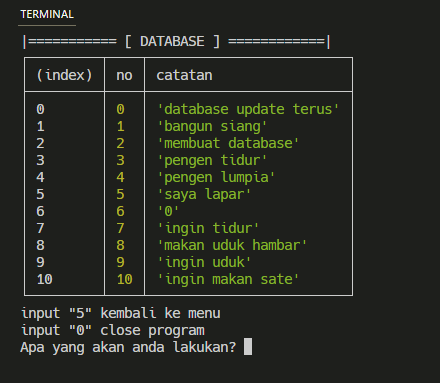 TERMINAL
|=========== [ DATABASE ] ============|
(index) no catatan
0 0 'database update terus'
1 1 'bangun siang'
2 2 'membuat database'
3 3 'pengen tidur'
4 4 'pengen lumpia'
5 5 'saya lapar'
6 6 '0'
7 7 'ingin tidur'
8 8 'makan uduk hambar'
9 9 'ingin uduk'
10 10 'ingin makan sate'
input "5" kembali ke menu
input "0" close program
Apa yang akan anda lakukan?